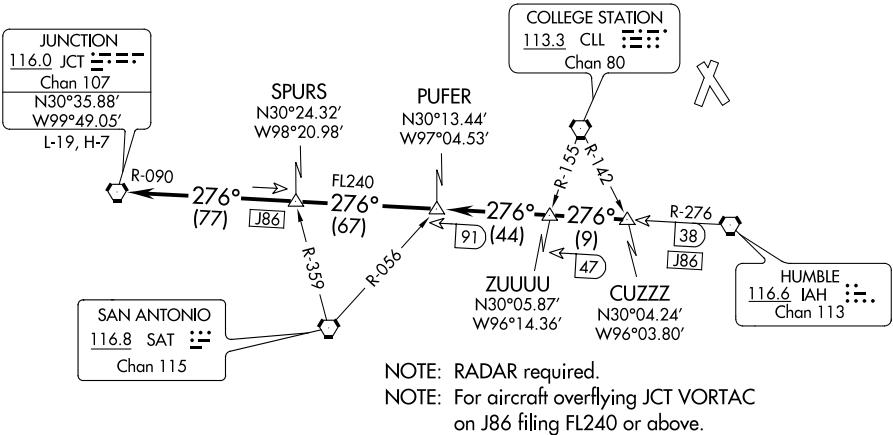 JUNCTION
116.0 JCT
Chan 107
N30°35.88'
W99°49.05'
L-19, H-7
COLLEGE STATION
113.3 CLL
Chan 80
SPURS
N30°24.32'
W98°20.98'
PUFER
N30°13.44'
W97°04.53'
R-155
R-142
R-090
276°
(77)
J86
FL240
276°
(67)
91
276°
(44)
276°
(9)
47
R-276
38
J86
R-359
R-056
ZUUUU
N30°05.87'
W96°14.36'
CUZZZ
N30°04.24'
W96°03.80'
HUMBLE
116.6 IAH
Chan 113
SAN ANTONIO
116.8 SAT
Chan 115
NOTE: RADAR required.
NOTE: For aircraft overflying JCT VORTAC
on J86 filing FL240 or above.